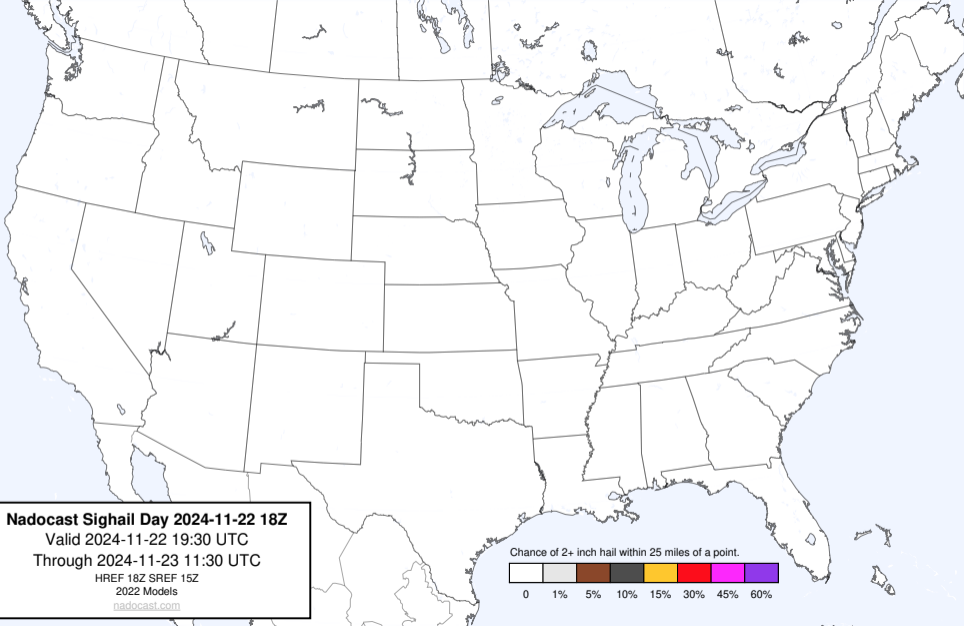 Nadocast Sighail Day 2024-11-22 18Z
Valid 2024-11-22 19:30 UTC
Through 2024-11-23 11:30 UTC
HREF 18Z SREF 15Z
2022 Models
nadocast.com
Chance of 2+ inch hail within 25 miles of a point.
0 1% 5% 10% 15% 30% 45% 60%